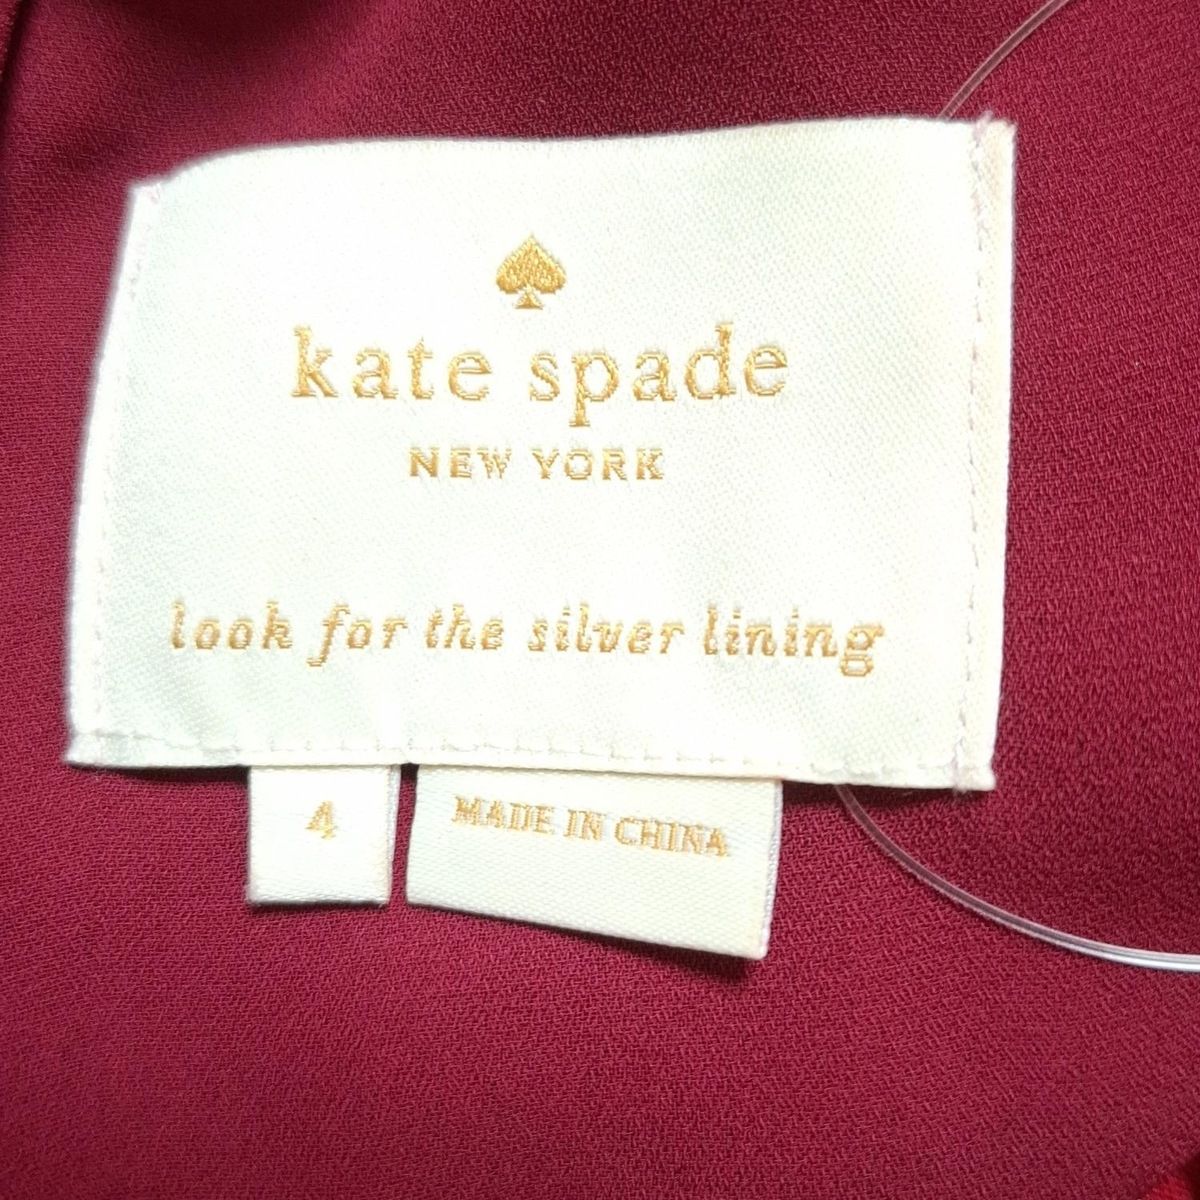 kate spade
NEW YORK
look for the silver lining
4
MADE IN CHINA